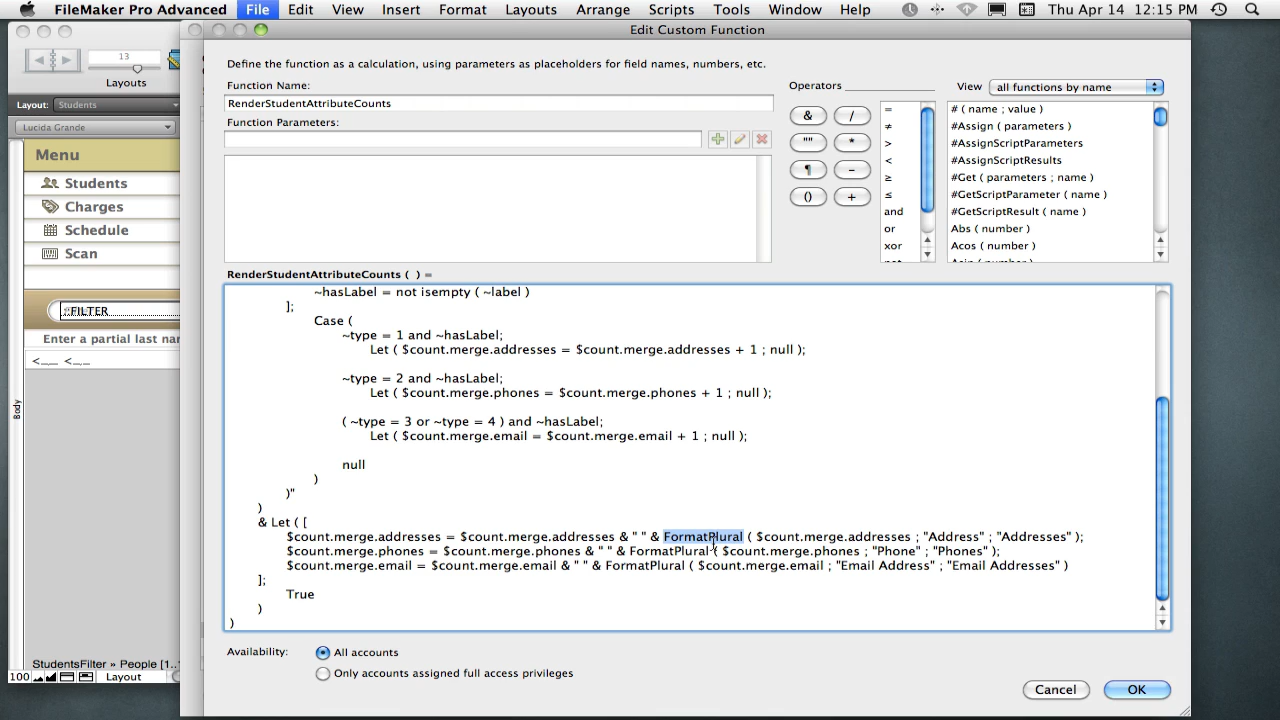 FileMaker Pro Advanced File Edit View Insert Format Layouts Arrange Scripts Tools Window Help Thu Apr 14 12:15 PM
Edit Custom Function
13
Layouts
Layout: Students
Lucida Grande
Menu
Students
Charges
Schedule
Scan
#FILTER
Enter a partial last nar
<__ <__
Body
StudentsFilter » People [1..
100 Layout
Define the function as a calculation, using parameters as placeholders for field names, numbers, etc.
Function Name:
RenderStudentAttributeCounts
Function Parameters:
Operators
& /
"" *
¶ -
() +
=
≠
>
<
≥
≤
and
or
xor
not
View all functions by name
# ( name ; value )
#Assign ( parameters )
#AssignScriptParameters
#AssignScriptResults
#Get ( parameters ; name )
#GetScriptParameter ( name )
#GetScriptResult ( name )
Abs ( number )
Acos ( number )
Asin ( number )
RenderStudentAttributeCounts ( ) =
~hasLabel = not isempty ( ~label )
];
Case (
~type = 1 and ~hasLabel;
Let ( $count.merge.addresses = $count.merge.addresses + 1 ; null );
~type = 2 and ~hasLabel;
Let ( $count.merge.phones = $count.merge.phones + 1 ; null );
( ~type = 3 or ~type = 4 ) and ~hasLabel;
Let ( $count.merge.email = $count.merge.email + 1 ; null );
null
)
)"
)
& Let ( [
$count.merge.addresses = $count.merge.addresses & " " & FormatPlural ( $count.merge.addresses ; "Address" ; "Addresses" );
$count.merge.phones = $count.merge.phones & " " & FormatPlural ( $count.merge.phones ; "Phone" ; "Phones" );
$count.merge.email = $count.merge.email & " " & FormatPlural ( $count.merge.email ; "Email Address" ; "Email Addresses" )
];
True
)
)
Availability: All accounts
Only accounts assigned full access privileges
Cancel OK